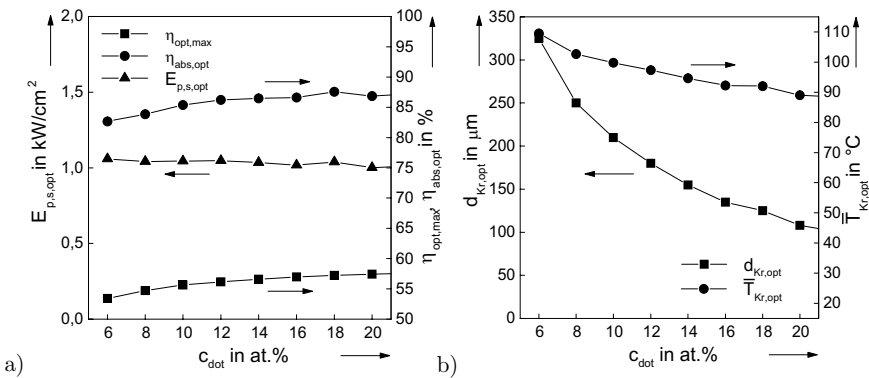 2,0
1,5
1,0
0,5
0,0
E_p,s,opt in kW/cm²
η_opt,max
η_abs,opt
E_p,s,opt
100
95
90
85
80
75
70
65
60
55
50
η_opt,max, η_abs,opt in %
6 8 10 12 14 16 18 20
c_dot in at.%
a)
350
300
250
200
150
100
50
0
d_Kr,opt in μm
110
100
90
80
70
60
50
40
30
20
T̿_Kr,opt in °C
d_Kr,opt
T̿_Kr,opt
6 8 10 12 14 16 18 20
c_dot in at.%
b)